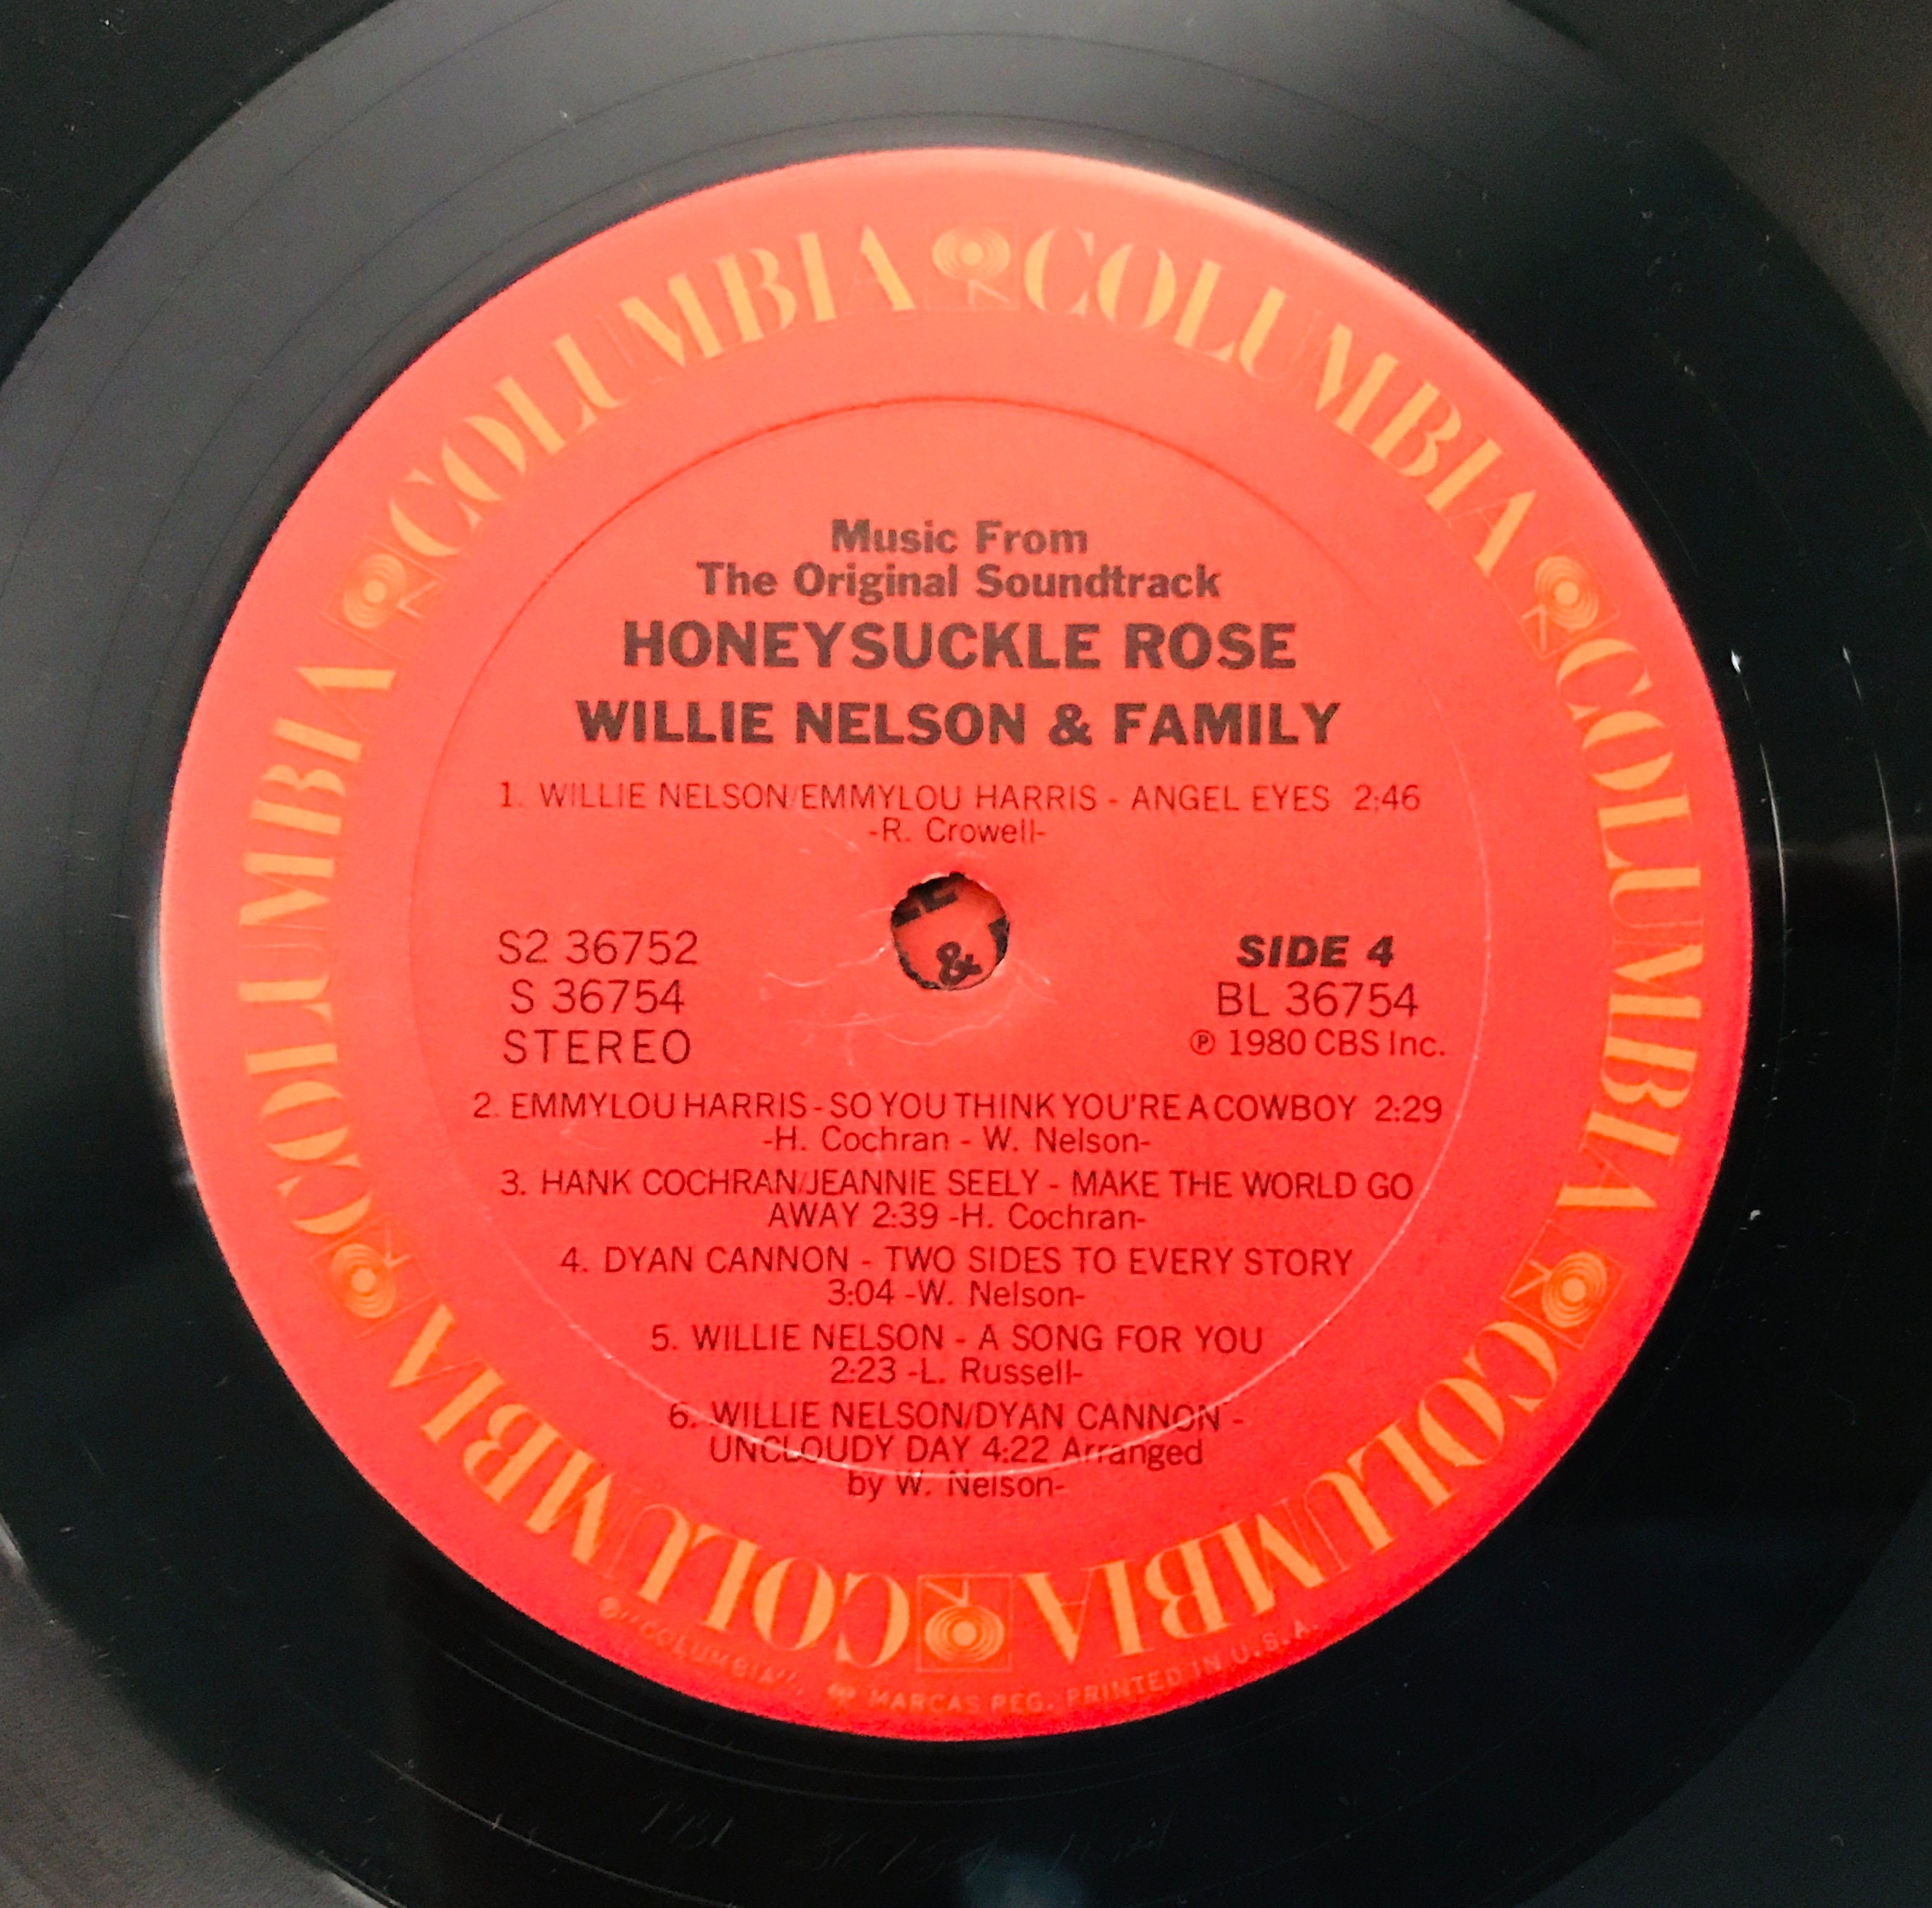 COLUMBIA COLUMBIA COLUMBIA COLUMBIA COLUMBIA COLUMBIA
Music From
The Original Soundtrack
HONEYSUCKLE ROSE
WILLIE NELSON & FAMILY
1. WILLIE NELSON/EMMYLOU HARRIS - ANGEL EYES 2:46
-R. Crowell-
&
S2 36752
S 36754
STEREO
SIDE 4
BL 36754
℗ 1980 CBS Inc.
2. EMMYLOU HARRIS - SO YOU THINK YOU'RE A COWBOY 2:29
-H. Cochran - W. Nelson-
3. HANK COCHRAN/JEANNIE SEELY - MAKE THE WORLD GO
AWAY 2:39 -H. Cochran-
4. DYAN CANNON - TWO SIDES TO EVERY STORY
3:04 -W. Nelson-
5. WILLIE NELSON - A SONG FOR YOU
2:23 -L. Russell-
6. WILLIE NELSON/DYAN CANNON -
UNCLOUDY DAY 4:22 Arranged
by W. Nelson-
"COLUMBIA", MARCAS REG. PRINTED IN U.S.A.